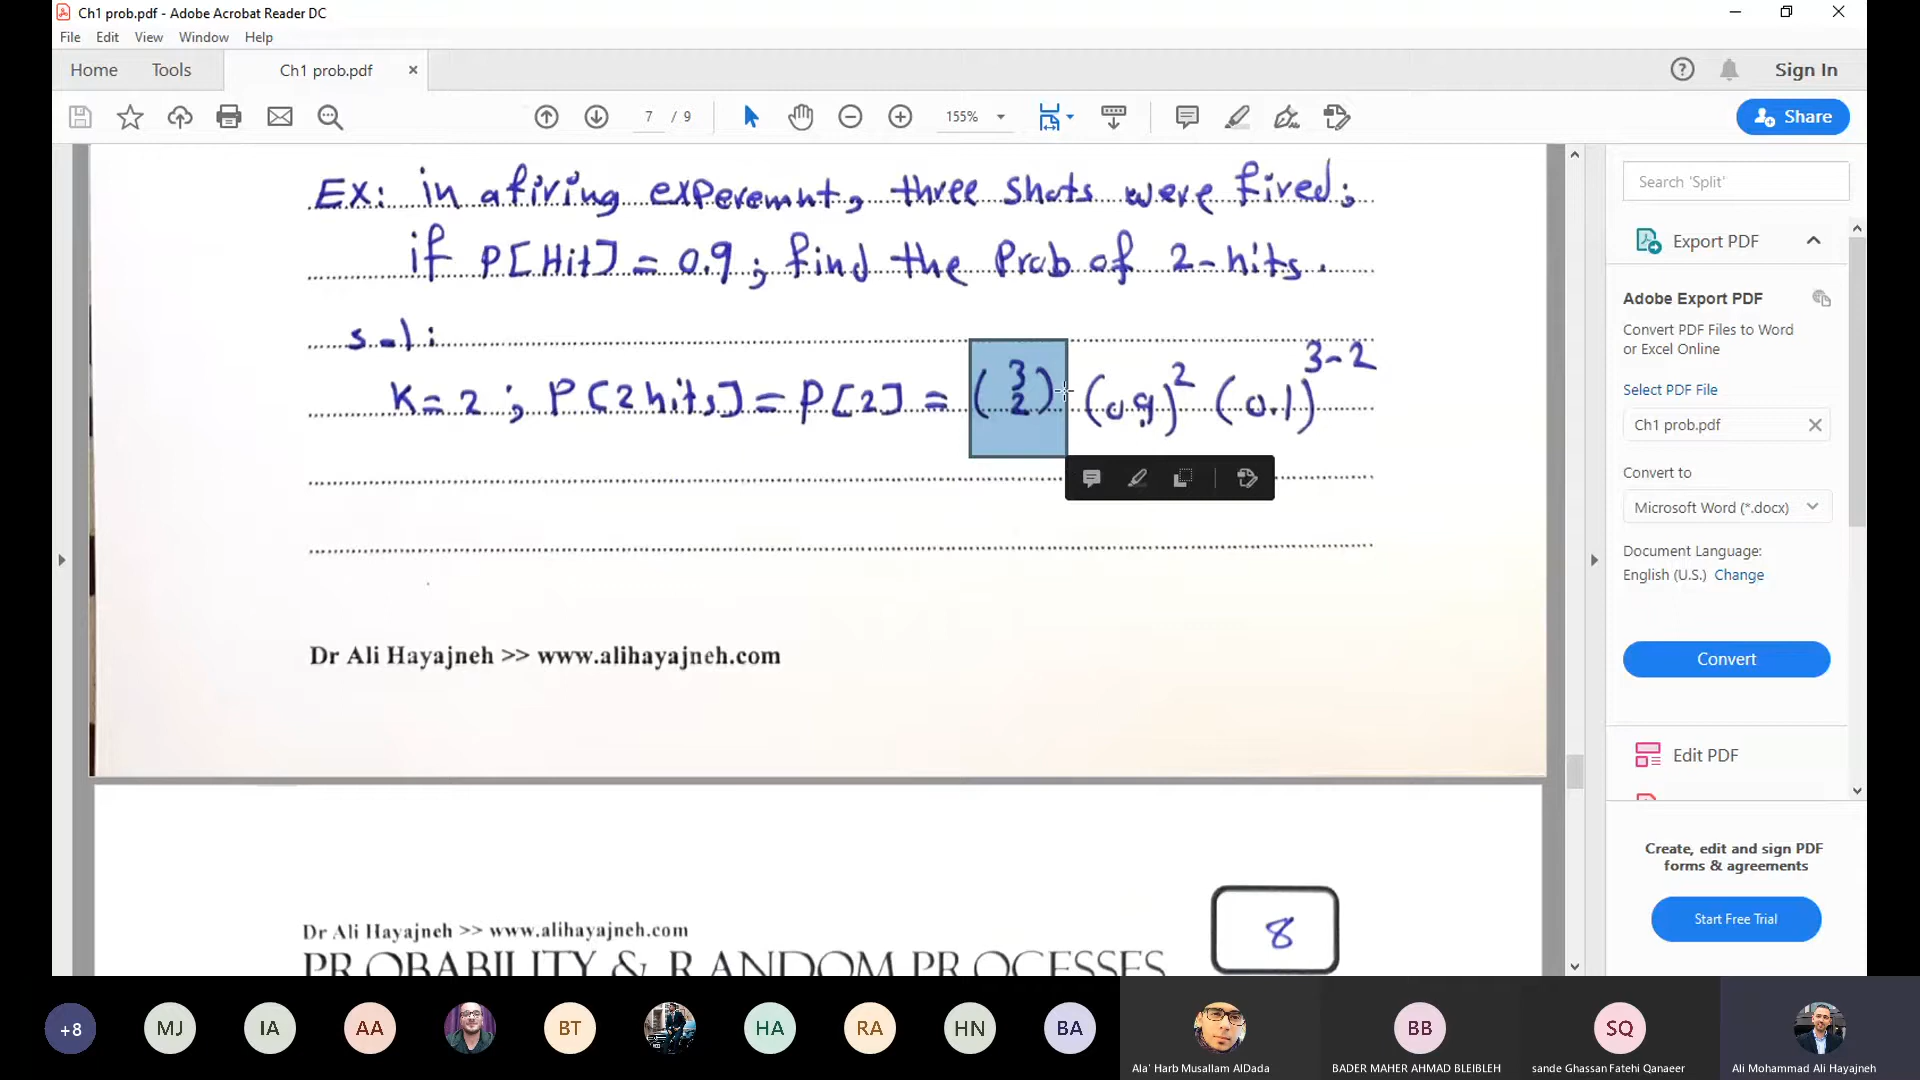 Ch1 prob.pdf - Adobe Acrobat Reader DC
File Edit View Window Help
Home Tools Ch1 prob.pdf Sign In
7 / 9 155% Share
Ex: in a firing experemnt, three shots were fired;
if P[Hit] = 0.9 ; find the Prob of 2-hits.
sol:
K = 2 ; P[2 hits] = P[2] = (3 2) (0.9)^2 (0.1)^3-2
Dr Ali Hayajneh >> www.alihayajneh.com
Dr Ali Hayajneh >> www.alihayajneh.com
8
PROBABILITY & RANDOM PROCESSES
Search 'Split'
Export PDF
Adobe Export PDF
Convert PDF Files to Word
or Excel Online
Select PDF File
Ch1 prob.pdf
Convert to
Microsoft Word (*.docx)
Document Language:
English (U.S.) Change
Convert
Edit PDF
Create, edit and sign PDF
forms & agreements
Start Free Trial
+8 MJ IA AA BT HA RA HN BA BB SQ
Ala' Harb Musallam AlDada BADER MAHER AHMAD BLEIBLEH sande Ghassan Fatehi Qanaeer Ali Mohammad Ali Hayajneh